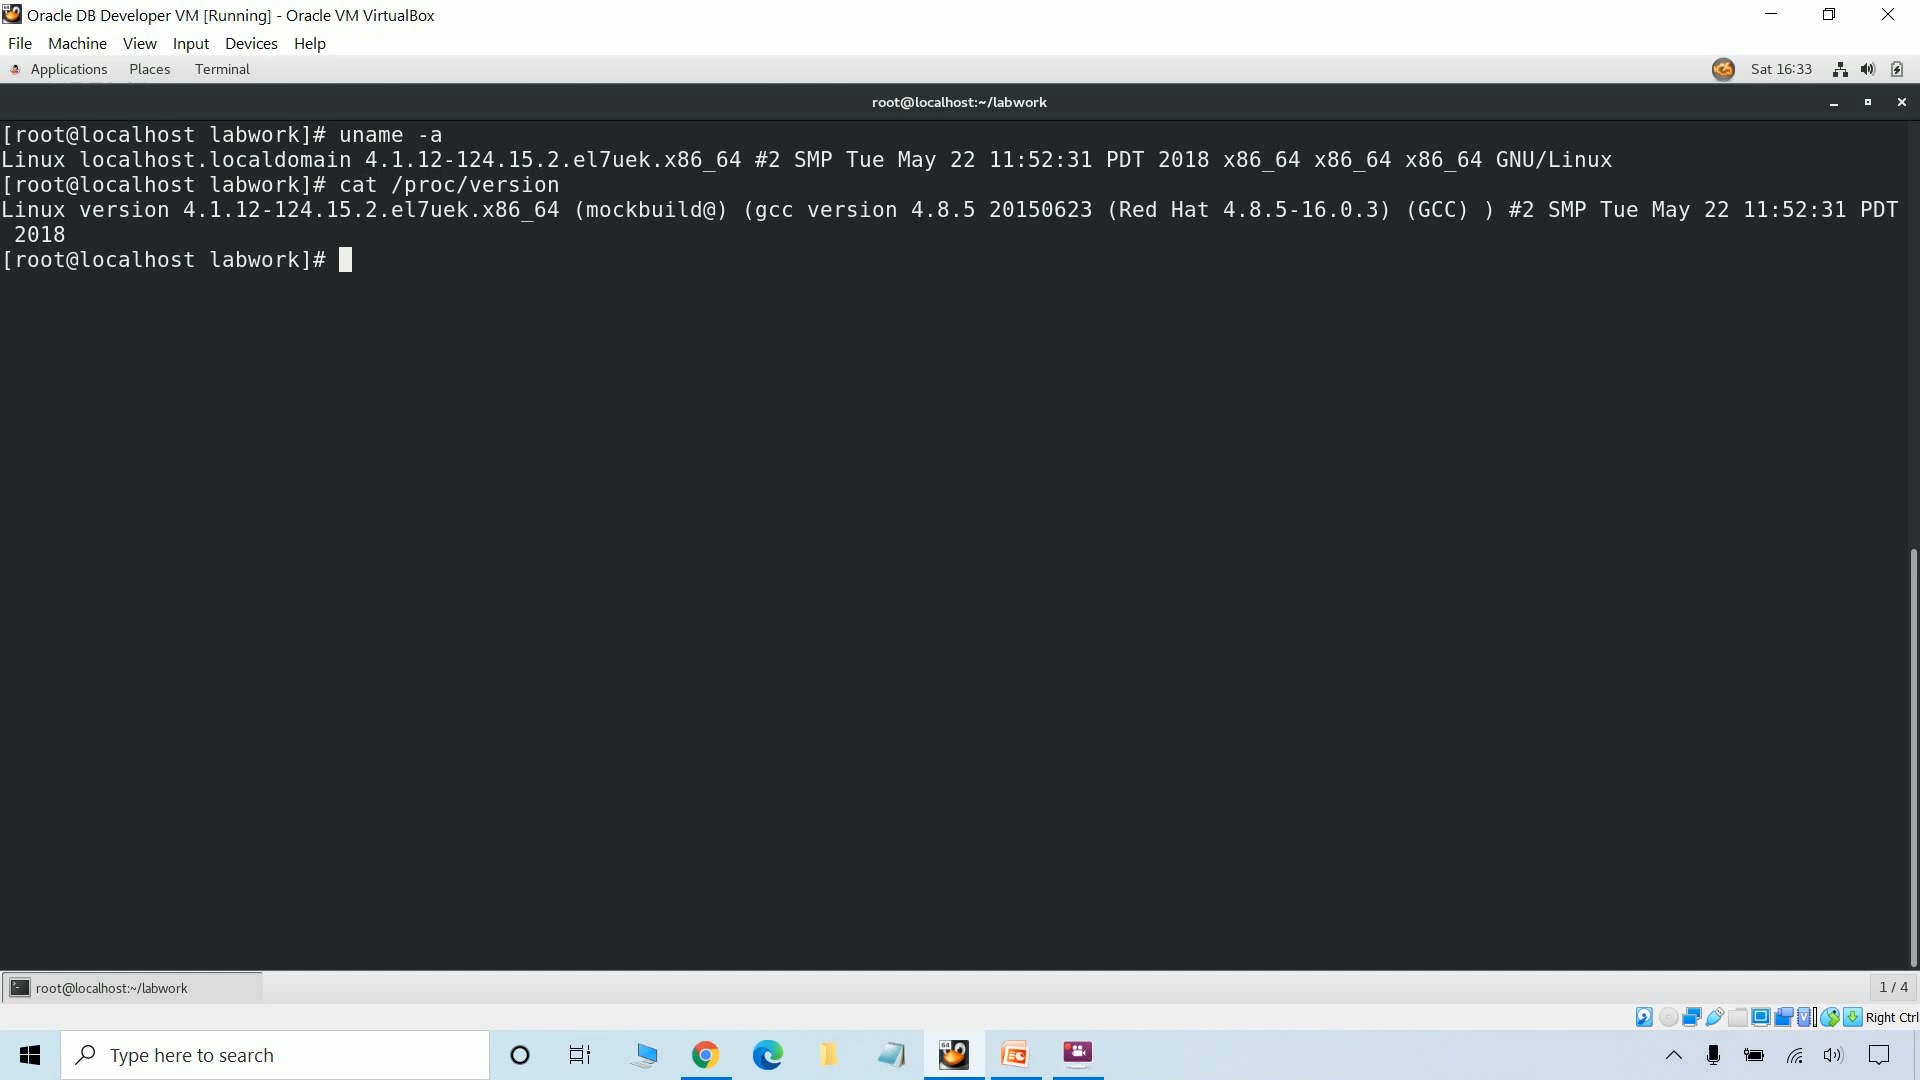 Oracle DB Developer VM [Running] - Oracle VM VirtualBox
File Machine View Input Devices Help
Applications Places Terminal Sat 16:33
root@localhost:~/labwork
[root@localhost labwork]# uname -a
Linux localhost.localdomain 4.1.12-124.15.2.el7uek.x86_64 #2 SMP Tue May 22 11:52:31 PDT 2018 x86_64 x86_64 x86_64 GNU/Linux
[root@localhost labwork]# cat /proc/version
Linux version 4.1.12-124.15.2.el7uek.x86_64 (mockbuild@) (gcc version 4.8.5 20150623 (Red Hat 4.8.5-16.0.3) (GCC) ) #2 SMP Tue May 22 11:52:31 PDT
 2018
[root@localhost labwork]#
root@localhost:~/labwork 1 / 4
Right Ctrl
Type here to search